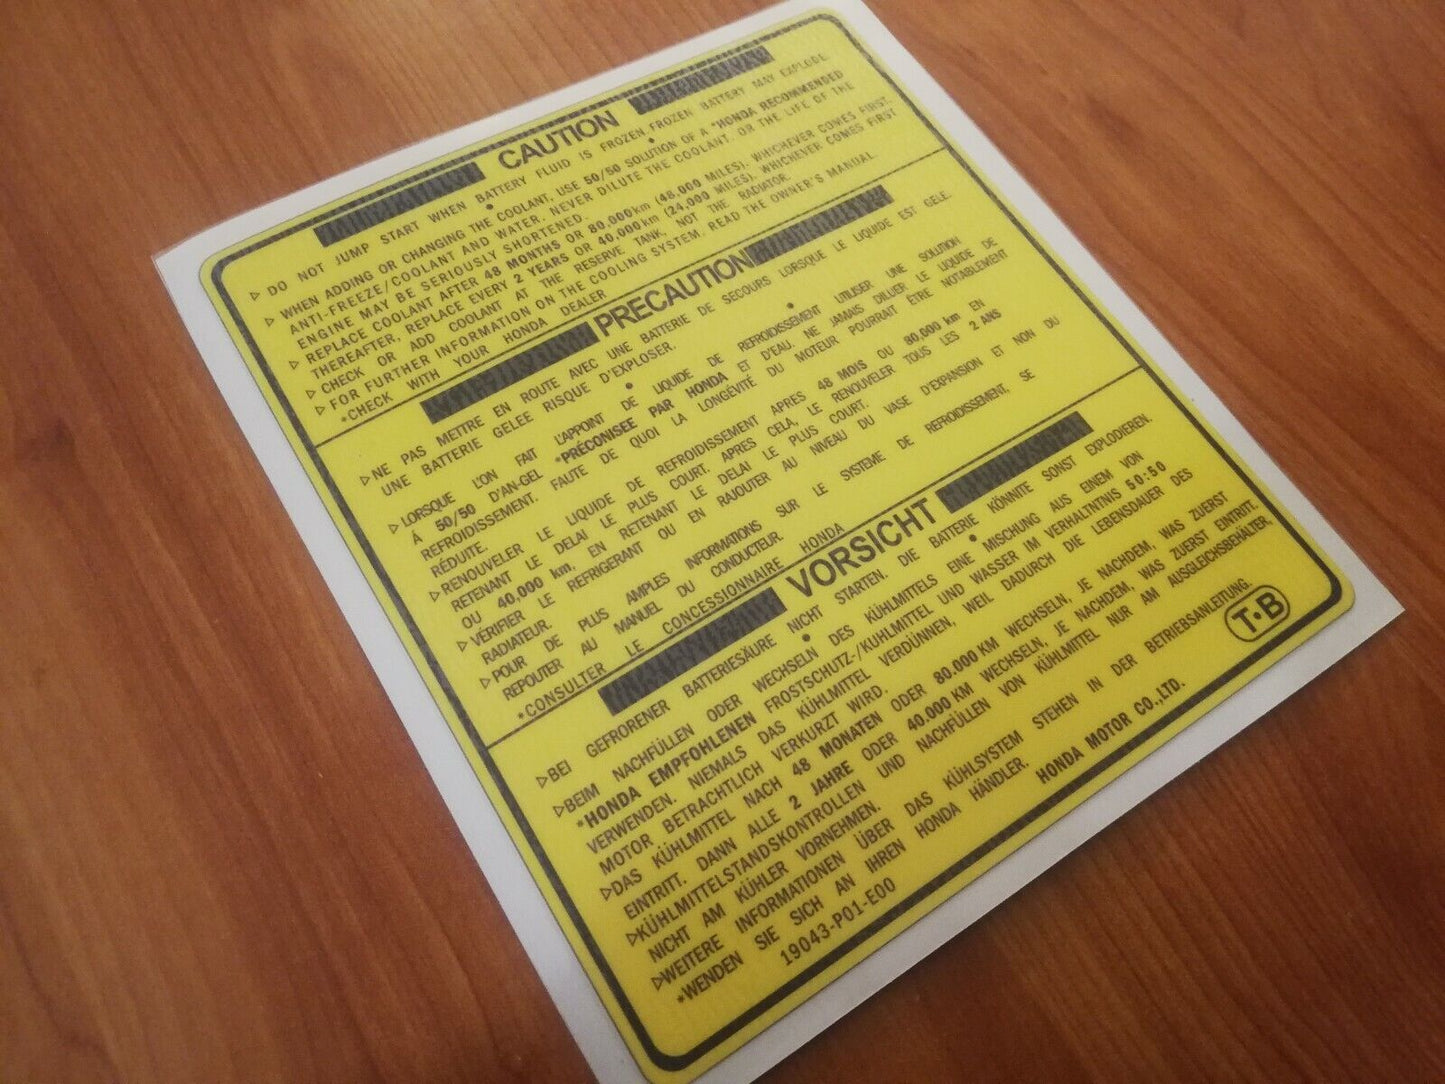 CAUTION
▷ DO NOT JUMP START WHEN BATTERY FLUID IS FROZEN. FROZEN BATTERY MAY EXPLODE.
▷ WHEN ADDING OR CHANGING THE COOLANT, USE 50/50 SOLUTION OF A *HONDA RECOMMENDED
ANTI-FREEZE/COOLANT AND WATER. NEVER DILUTE THE COOLANT. OR THE LIFE OF THE
ENGINE MAY BE SERIOUSLY SHORTENED.
▷ REPLACE COOLANT AFTER 48 MONTHS OR 80.000km (48.000 MILES). WHICHEVER COMES FIRST.
THEREAFTER, REPLACE EVERY 2 YEARS OR 40.000km (24,000 MILES). WHICHEVER COMES FIRST
▷ CHECK OR ADD COOLANT AT THE RESERVE TANK, NOT THE RADIATOR.
▷ FOR FURTHER INFORMATION ON THE COOLING SYSTEM READ THE OWNER'S MANUAL.
*CHECK WITH YOUR HONDA DEALER
PRECAUTION
▷NE PAS METTRE EN ROUTE AVEC UNE BATTERIE DE SECOURS LORSQUE LE LIQUIDE EST GELE.
UNE BATTERIE GELEE RISQUE D'EXPLOSER.
▷LORSQUE L'ON FAIT L'APPOINT DE LIQUIDE DE REFROIDISSEMENT UTILISER UNE SOLUTION
À 50/50 D'AN-GEL *PRÉCONISEE PAR HONDA ET D'EAU. NE JAMAIS DILUER LE LIQUIDE DE
REFROIDISSEMENT. FAUTE DE QUOI LA LONGÉVITÉ DU MOTEUR POURRAIT ÊTRE NOTABLEMENT
RÉDUITE.
▷RENOUVELER LE LIQUIDE DE REFROIDISSEMENT APRÈS 48 MOIS OU 80,000 km EN
RETENANT LE DELAI LE PLUS COURT. APRES CELA, LE RENOUVELER TOUS LES 2 ANS
OU 40,000 km, EN RETENANT LE DELAI LE PLUS COURT.
▷VÉRIFIER LE REFRIGERANT OU EN RAJOUTER AU NIVEAU DU VASE D'EXPANSION ET NON DU
RADIATEUR.
▷POUR DE PLUS AMPLES INFORMATIONS SUR LE SYSTEME DE REFROIDISSEMENT, SE
REPOUTER AU MANUEL DU CONDUCTEUR.
*CONSULTER LE CONCESSIONNAIRE HONDA
VORSICHT
▷BEI GEFRORENER BATTERIESÄURE NICHT STARTEN. DIE BATTERIE KÖNNTE SONST EXPLODIEREN.
▷BEIM NACHFÜLLEN ODER WECHSELN DES KÜHLMITTELS EINE MISCHUNG AUS EINEM VON
*HONDA EMPFOHLENEN FROSTSCHUTZ-/KUHLMITTEL UND WASSER IM VERHALTNIS 50:50
VERWENDEN. NIEMALS DAS KÜHLMITTEL VERDÜNNEN, WEIL DADURCH DIE LEBENSDAUER DES
MOTOR BETRACHTLICH VERKURZT WIRD.
▷DAS KÜHLMITTEL NACH 48 MONATEN ODER 80.000 KM WECHSELN, JE NACHDEM, WAS ZUERST
EINTRITT. DANN ALLE 2 JAHRE ODER 40.000 KM WECHSELN, JE NACHDEM, WAS ZUERST EINTRITT.
▷KÜHLMITTELSTANDSKONTROLLEN UND NACHFÜLLEN VON KÜHLMITTEL NUR AM AUSGLEICHSBEHÄLTER,
NICHT AM KÜHLER VORNEHMEN.
▷WEITERE INFORMATIONEN ÜBER DAS KÜHLSYSTEM STEHEN IN DER BETRIEBSANLEITUNG.
*WENDEN SIE SICH AN IHREN HONDA HÄNDLER.
T·B
19043-P01-E00 HONDA MOTOR CO.,LTD.